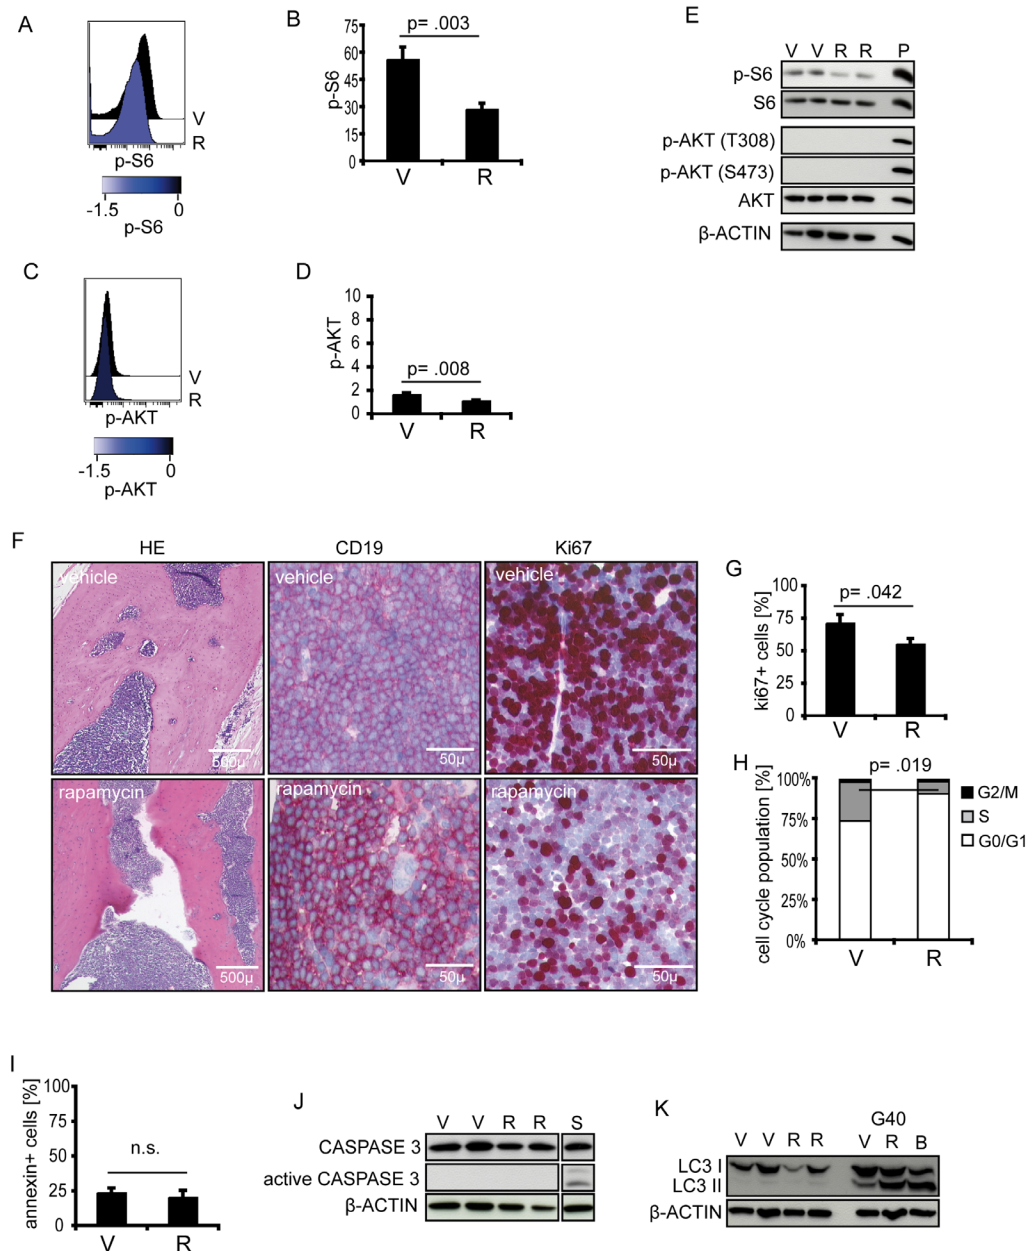 A
V
R
p-S6
-1.5 0
p-S6
B
p= .003
75
60
45
30
15
0
p-S6
V R
E
V V R R P
p-S6
S6
p-AKT (T308)
p-AKT (S473)
AKT
β-ACTIN
C
V
R
p-AKT
-1.5 0
p-AKT
D
10
8
6
4
2
0
p-AKT
p= .008
V R
F
HE CD19 Ki67
vehicle vehicle vehicle
500µ 50µ 50µ
rapamycin rapamycin rapamycin
500µ 50µ 50µ
G
100
75
50
25
0
ki67+ cells [%]
p= .042
V R
H
p= .019
100%
75%
50%
25%
0%
cell cycle population [%]
G2/M
S
G0/G1
V R
I
100
75
50
25
0
annexin+ cells [%]
n.s.
V R
J
V V R R S
CASPASE 3
active CASPASE 3
β-ACTIN
K
G40
V V R R V R B
LC3 I
LC3 II
β-ACTIN